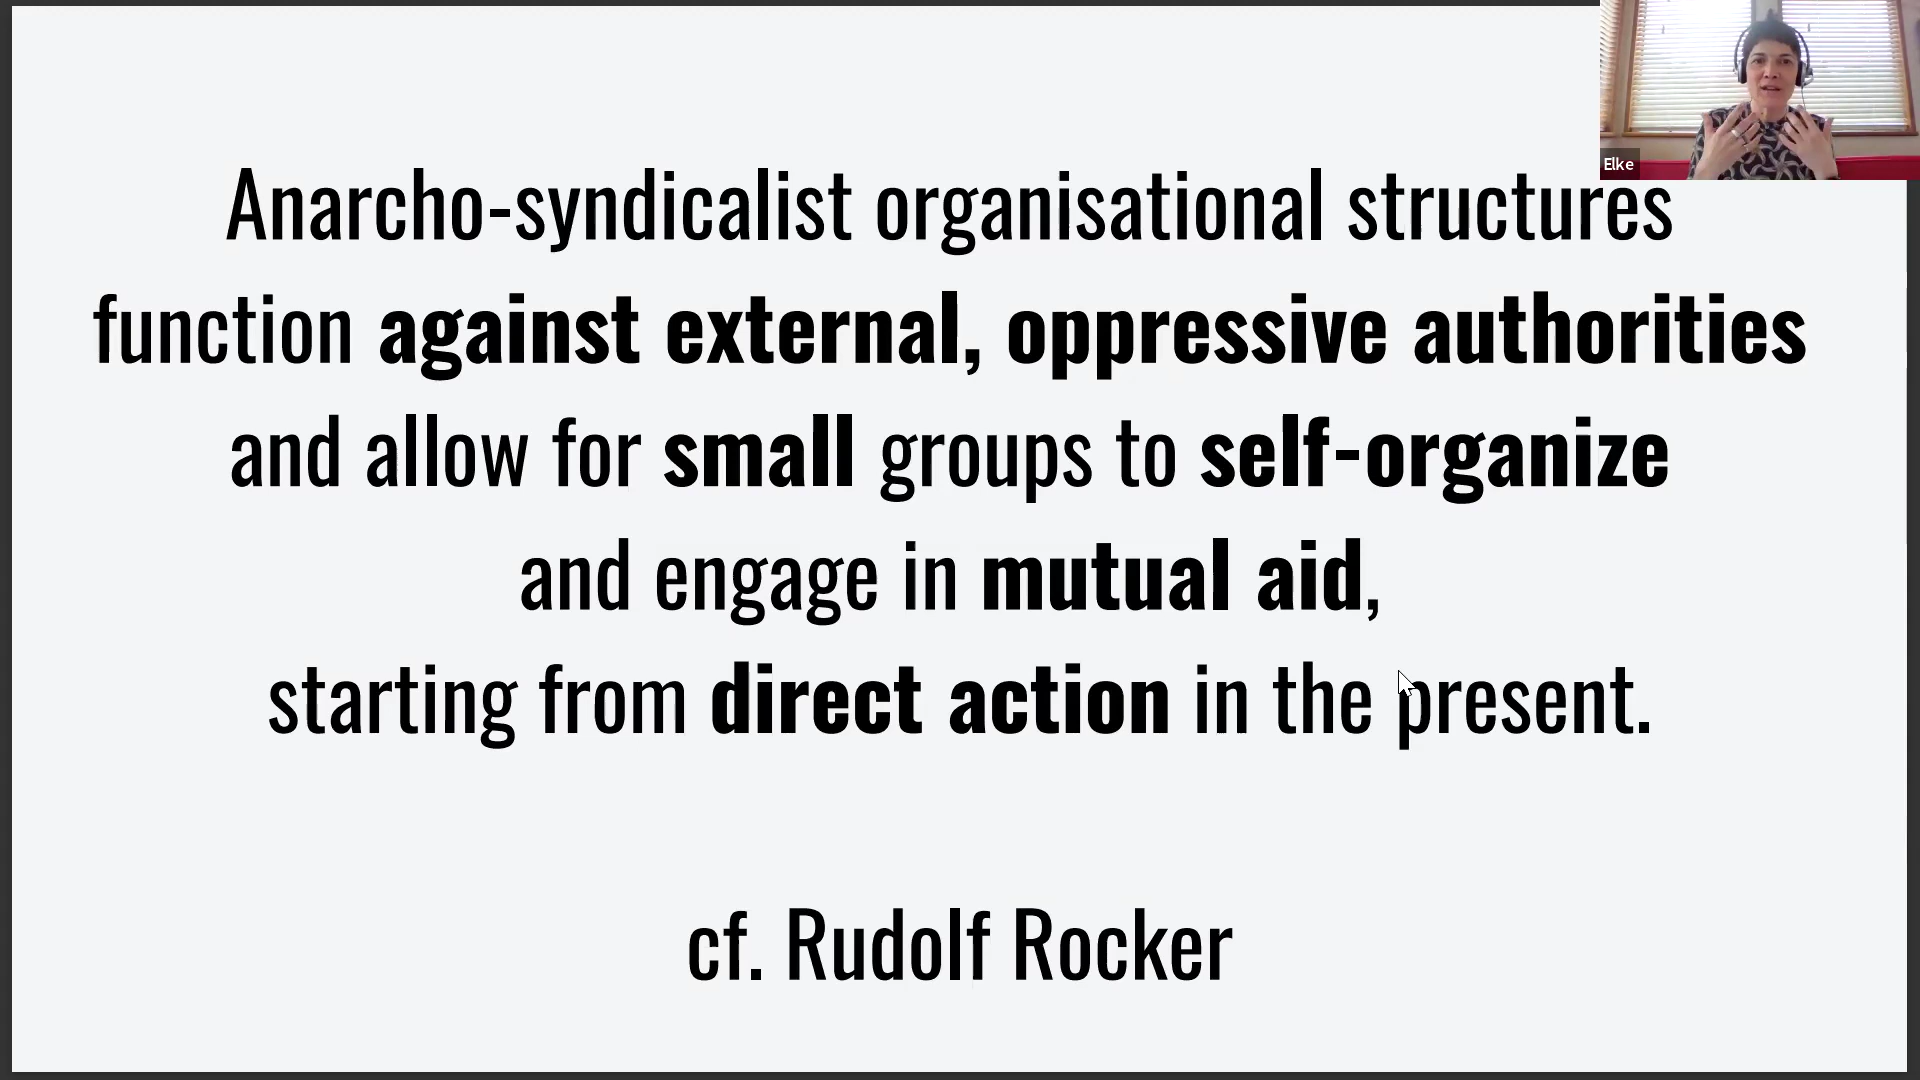 Elke
Anarcho-syndicalist organisational structures
function against external, oppressive authorities
and allow for small groups to self-organize
and engage in mutual aid,
starting from direct action in the present.
cf. Rudolf Rocker